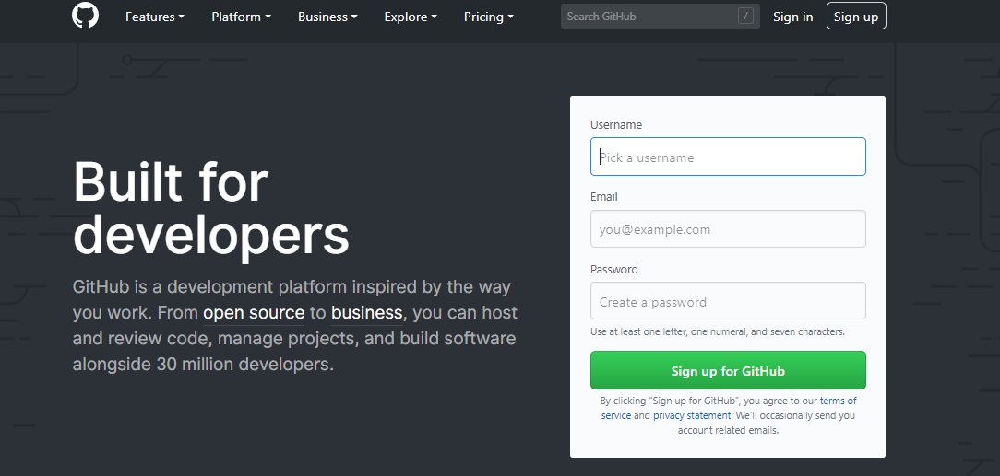 Features Platform Business Explore Pricing Search GitHub / Sign in Sign up
Built for
developers
GitHub is a development platform inspired by the way
you work. From open source to business, you can host
and review code, manage projects, and build software
alongside 30 million developers.
Username
Pick a username
Email
you@example.com
Password
Create a password
Use at least one letter, one numeral, and seven characters.
Sign up for GitHub
By clicking “Sign up for GitHub”, you agree to our terms of
service and privacy statement. We’ll occasionally send you
account related emails.